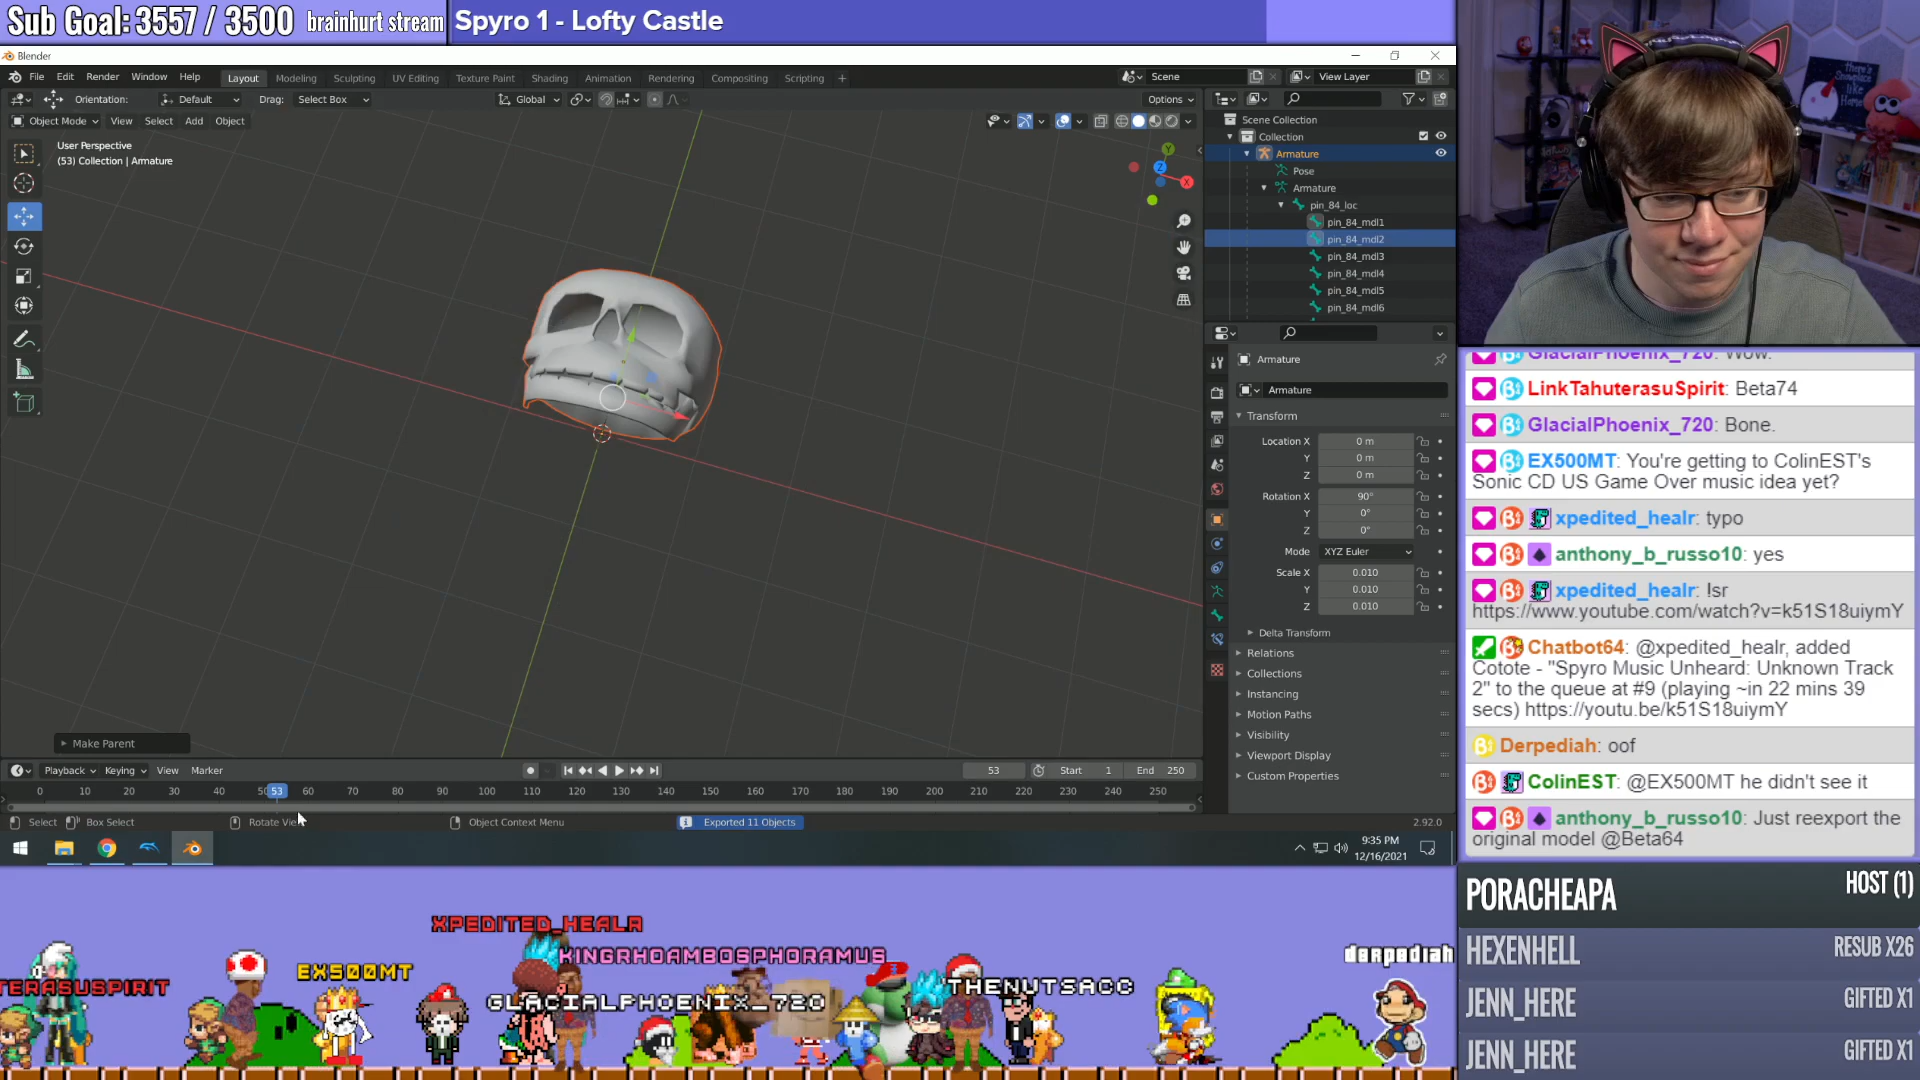 Sub Goal: 3557 / 3500 brainhurt stream
Spyro 1 - Lofty Castle
Blender
File Edit Render Window Help
Layout Modeling Sculpting UV Editing Texture Paint Shading Animation Rendering Compositing Scripting +
Scene
View Layer
Orientation: Default Drag: Select Box
Global
Options
Object Mode View Select Add Object
User Perspective
(53) Collection | Armature
Y
Z
X
Scene Collection
Collection
Armature
Pose
Armature
pin_84_loc
pin_84_mdl1
pin_84_mdl2
pin_84_mdl3
pin_84_mdl4
pin_84_mdl5
pin_84_mdl6
Armature
Armature
Transform
Location X 0 m
Y 0 m
Z 0 m
Rotation X 90°
Y 0°
Z 0°
Mode XYZ Euler
Scale X 0.010
Y 0.010
Z 0.010
Delta Transform
Relations
Collections
Instancing
Motion Paths
Visibility
Viewport Display
Custom Properties
Make Parent
Playback Keying View Marker
53 Start 1 End 250
0 10 20 30 40 50 53 60 70 80 90 100 110 120 130 140 150 160 170 180 190 200 210 220 230 240 250
Select Box Select Rotate Vie Object Context Menu Exported 11 Objects 2.92.0
9:35 PM
12/16/2021
there's
Snowplace
like
Home
GlacialPhoenix_720: Wow.
LinkTahuterasuSpirit: Beta74
GlacialPhoenix_720: Bone.
EX500MT: You're getting to ColinEST's
Sonic CD US Game Over music idea yet?
xpedited_healr: typo
anthony_b_russo10: yes
xpedited_healr: !sr
https://www.youtube.com/watch?v=k51S18uiymY
Chatbot64: @xpedited_healr, added
Cotote - "Spyro Music Unheard: Unknown Track
2" to the queue at #9 (playing ~in 22 mins 39
secs) https://youtu.be/k51S18uiymY
Derpediah: oof
ColinEST: @EX500MT he didn't see it
anthony_b_russo10: Just reexport the
original model @Beta64
PORACHEAPA HOST (1)
HEXENHELL RESUB X26
JENN_HERE GIFTED X1
JENN_HERE GIFTED X1
XPEDITED_HEALR
KINGRHOAMBOSPHORAMUS
derpediah
EX500MT
TERASUSPIRIT
GLACIALPHOENIX_720
THENUTSACC